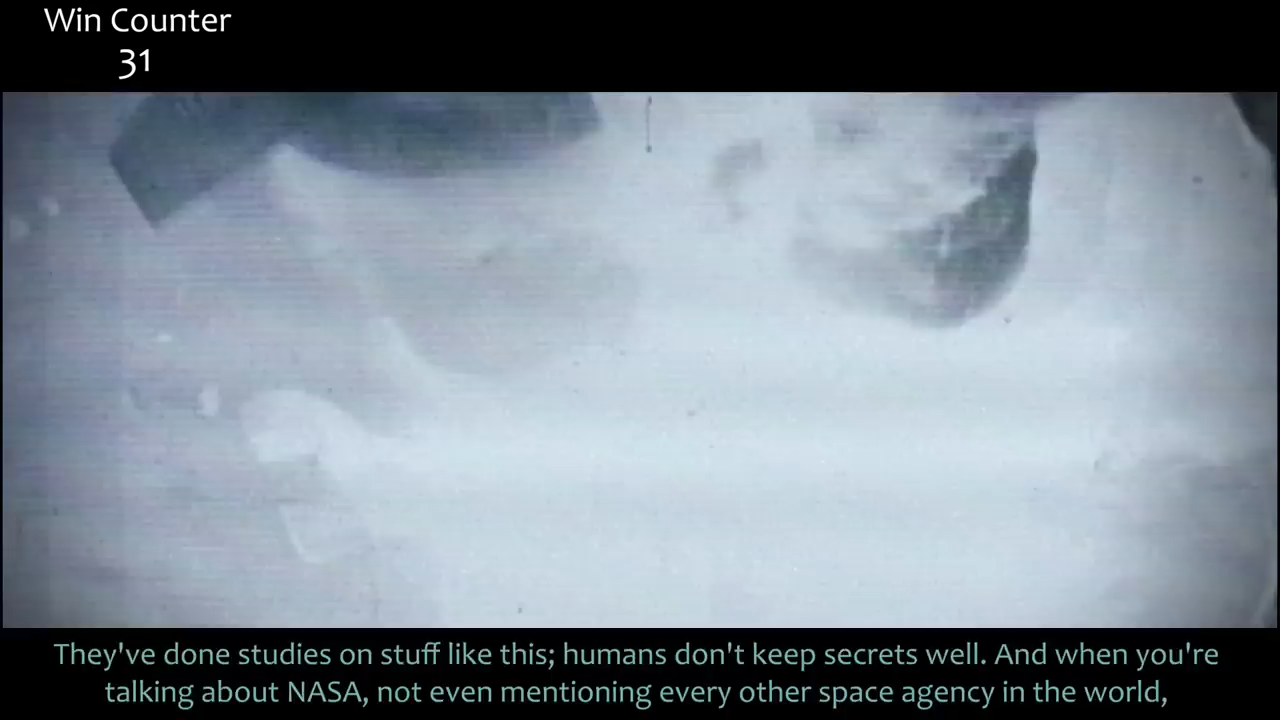 Win Counter
31
They've done studies on stuff like this; humans don't keep secrets well. And when you're
talking about NASA, not even mentioning every other space agency in the world,